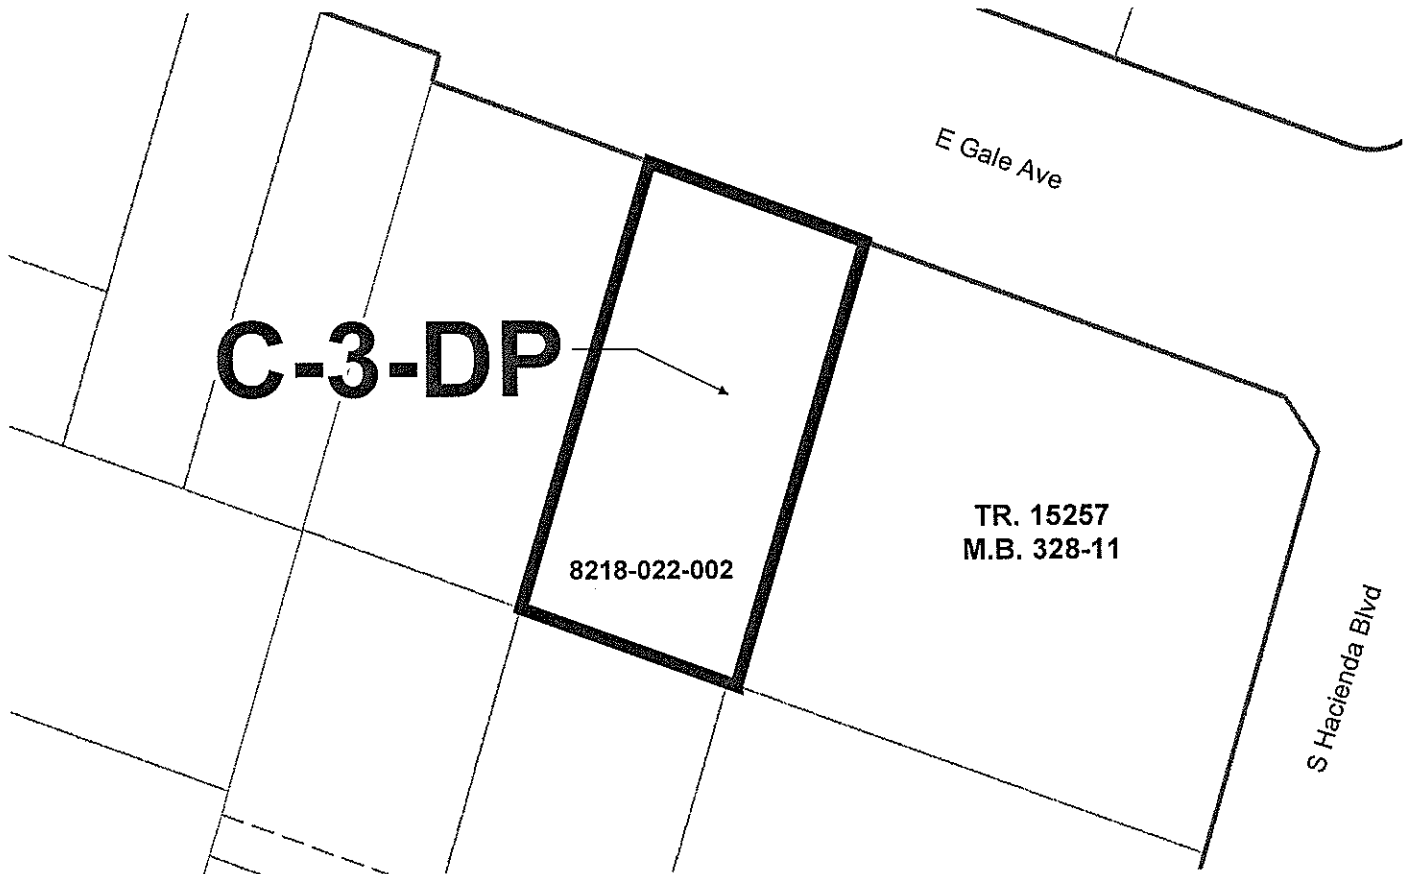 E Gale Ave
C-3-DP
TR. 15257
M.B. 328-11
8218-022-002
S Hacienda Blvd